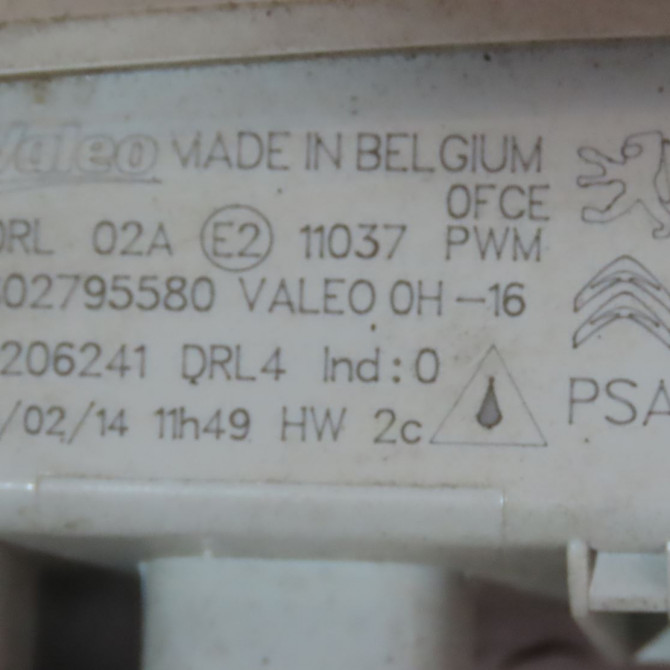 Valeo MADE IN BELGIUM
0FCE
DRL 02A E2 11037 PWM
02795580 VALEO 0H-16
206241 DRL4 Ind:0
/02/14 11h49 HW 2c
PSA